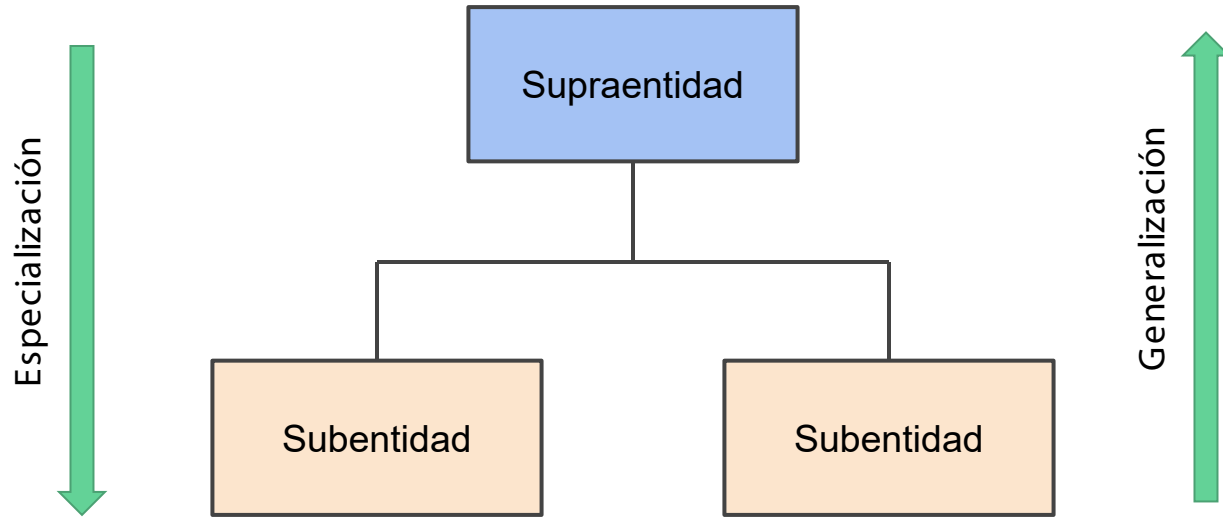 Supraentidad
Especialización
Generalización
Subentidad
Subentidad